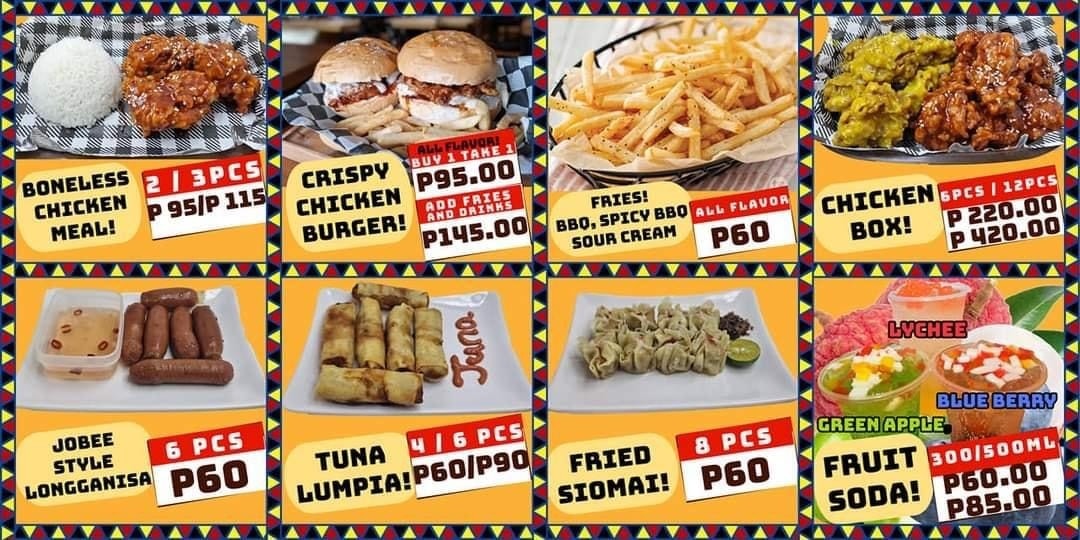 BONELESS
CHICKEN
MEAL!
2 / 3PCS
P 95/P 115
CRISPY
CHICKEN
BURGER!
ALL FLAVOR!
BUY 1 TAKE 1
P95.00
ADD FRIES
AND DRINKS
P145.00
FRIES!
BBQ, SPICY BBQ
SOUR CREAM
ALL FLAVOR
P60
CHICKEN
BOX!
6PCS / 12PCS
P 220.00
P 420.00
JOBEE
STYLE
LONGGANISA
6 PCS
P60
Tuna
TUNA
LUMPIA!
4 / 6 PCS
P60/P90
FRIED
SIOMAI!
8 PCS
P60
LYCHEE
BLUE BERRY
GREEN APPLE
FRUIT
SODA!
300/500ML
P60.00
P85.00